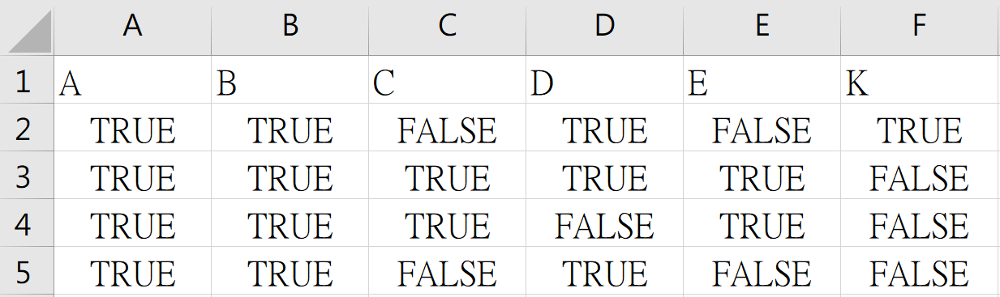 A B C D E F
1 A B C D E K
2 TRUE TRUE FALSE TRUE FALSE TRUE
3 TRUE TRUE TRUE TRUE TRUE FALSE
4 TRUE TRUE TRUE FALSE TRUE FALSE
5 TRUE TRUE FALSE TRUE FALSE FALSE